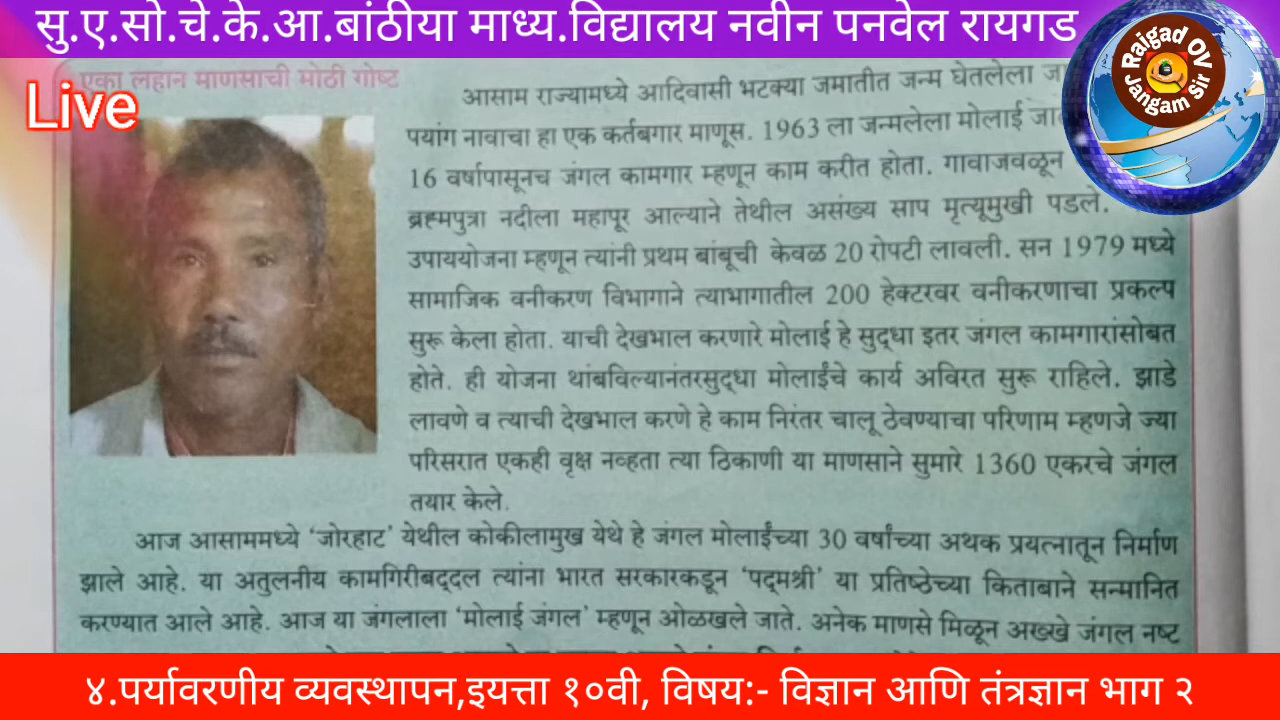 सु.ए.सो.चे.के.आ.बांठीया माध्य.विद्यालय नवीन पनवेल रायगड
Raigad OV
Jangam Sir
एका लहान माणसाची मोठी गोष्ट
Live
आसाम राज्यामध्ये आदिवासी भटक्या जमातीत जन्म घेतलेला
पयांग नावाचा हा एक कर्तबगार माणूस. 1963 ला जन्मलेला मोलाई
16 वर्षापासूनच जंगल कामगार म्हणून काम करीत होता. गावाजवळून
ब्रह्मपुत्रा नदीला महापूर आल्याने तेथील असंख्य साप मृत्यूमुखी पडले.
उपाययोजना म्हणून त्यांनी प्रथम बांबूची केवळ 20 रोपटी लावली. सन 1979 मध्ये
सामाजिक वनीकरण विभागाने त्याभागातील 200 हेक्टरवर वनीकरणाचा प्रकल्प
सुरू केला होता. याची देखभाल करणारे मोलाई हे सुद्धा इतर जंगल कामगारांसोबत
होते. ही योजना थांबविल्यानंतरसुद्धा मोलाईंचे कार्य अविरत सुरू राहिले. झाडे
लावणे व त्याची देखभाल करणे हे काम निरंतर चालू ठेवण्याचा परिणाम म्हणजे ज्या
परिसरात एकही वृक्ष नव्हता त्या ठिकाणी या माणसाने सुमारे 1360 एकरचे जंगल
तयार केले.
आज आसाममध्ये ‘जोरहाट’ येथील कोकीलामुख येथे हे जंगल मोलाईंच्या 30 वर्षांच्या अथक प्रयत्नातून निर्माण
झाले आहे. या अतुलनीय कामगिरीबद्दल त्यांना भारत सरकारकडून ‘पद्मश्री’ या प्रतिष्ठेच्या किताबाने सन्मानित
करण्यात आले आहे. आज या जंगलाला ‘मोलाई जंगल’ म्हणून ओळखले जाते. अनेक माणसे मिळून अख्खे जंगल नष्ट
४.पर्यावरणीय व्यवस्थापन,इयत्ता १०वी, विषय:- विज्ञान आणि तंत्रज्ञान भाग २